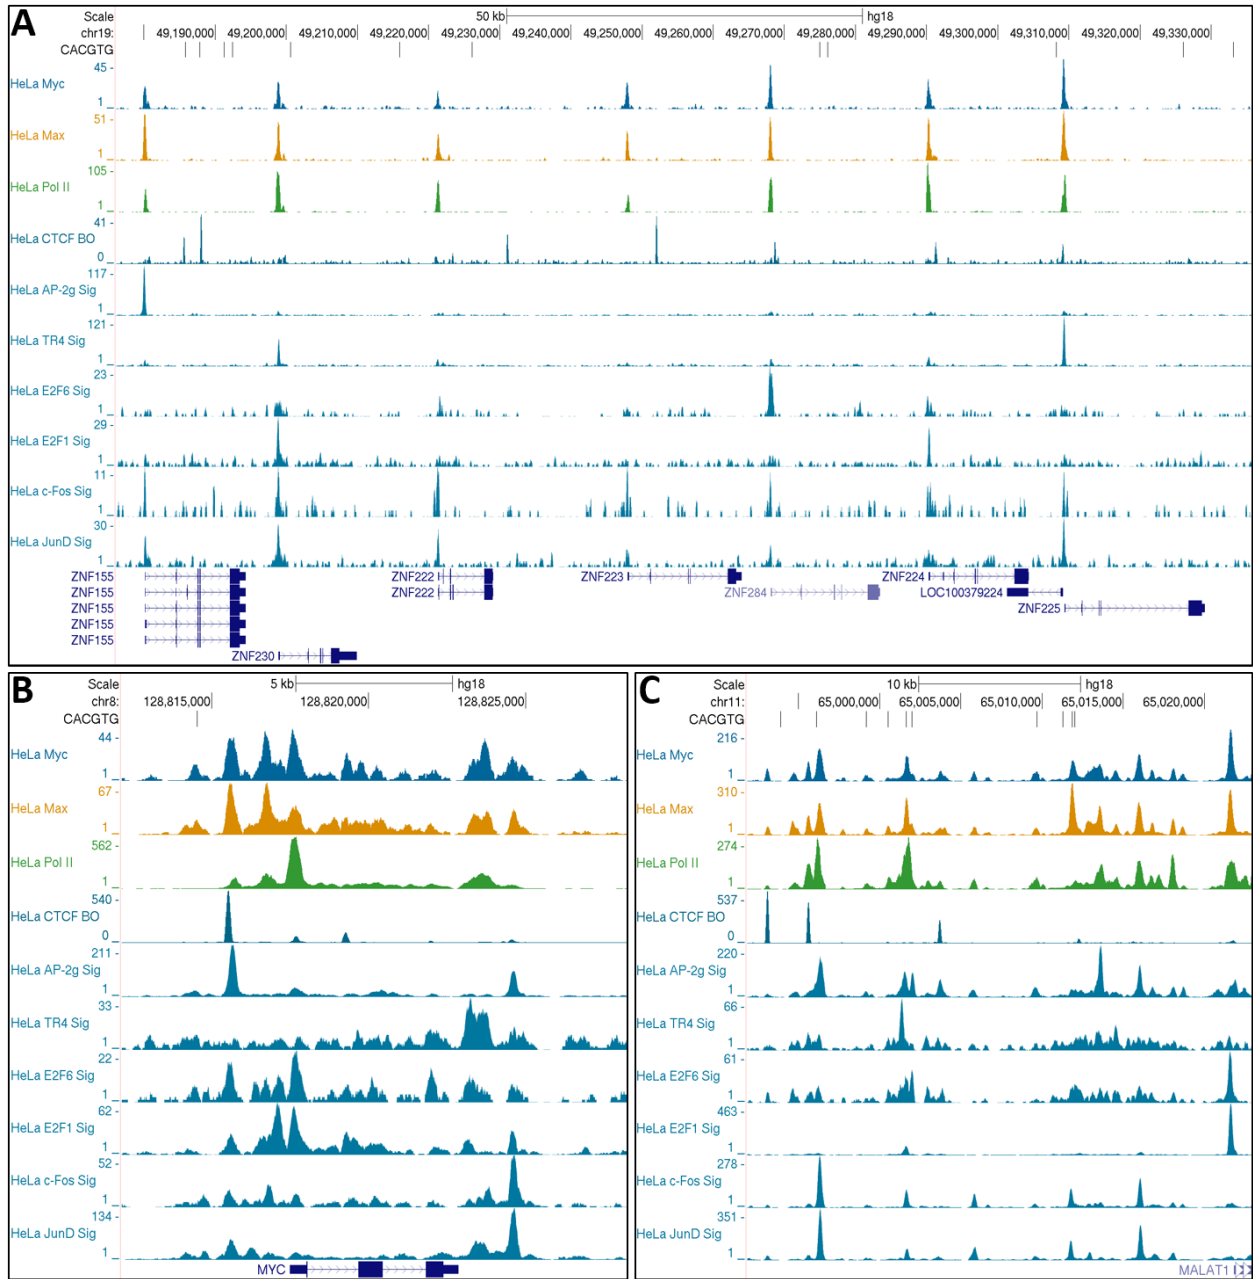 A
Scale 50 kb hg18
chr19: 49,190,000 49,200,000 49,210,000 49,220,000 49,230,000 49,240,000 49,250,000 49,260,000 49,270,000 49,280,000 49,290,000 49,300,000 49,310,000 49,320,000 49,330,000
CACGTG
45 -
HeLa Myc
1 _
51 -
HeLa Max
1 _
105 -
HeLa Pol II
1 _
41 -
HeLa CTCF BO
0 _
117 -
HeLa AP-2g Sig
1 _
121 -
HeLa TR4 Sig
1 _
23 -
HeLa E2F6 Sig
1 _
29 -
HeLa E2F1 Sig
1 _
11 -
HeLa c-Fos Sig
1 _
30 -
HeLa JunD Sig
1 _
ZNF155 ZNF222 ZNF223 ZNF224
ZNF155 ZNF222 ZNF284 LOC100379224
ZNF155 ZNF225
ZNF155
ZNF155
ZNF230
B
Scale 5 kb hg18
chr8: 128,815,000 128,820,000 128,825,000
CACGTG
44 -
HeLa Myc
1 _
67 -
HeLa Max
1 _
562 -
HeLa Pol II
1 _
540 -
HeLa CTCF BO
0 _
211 -
HeLa AP-2g Sig
1 _
33 -
HeLa TR4 Sig
1 _
22 -
HeLa E2F6 Sig
1 _
62 -
HeLa E2F1 Sig
1 _
52 -
HeLa c-Fos Sig
1 _
134 -
HeLa JunD Sig
1 _
MYC
C
Scale 10 kb hg18
chr11: 65,000,000 65,005,000 65,010,000 65,015,000 65,020,000
CACGTG
216 -
HeLa Myc
1 _
310 -
HeLa Max
1 _
274 -
HeLa Pol II
1 _
537 -
HeLa CTCF BO
0 _
220 -
HeLa AP-2g Sig
1 _
66 -
HeLa TR4 Sig
1 _
61 -
HeLa E2F6 Sig
1 _
463 -
HeLa E2F1 Sig
1 _
278 -
HeLa c-Fos Sig
1 _
351 -
HeLa JunD Sig
1 _
MALAT1